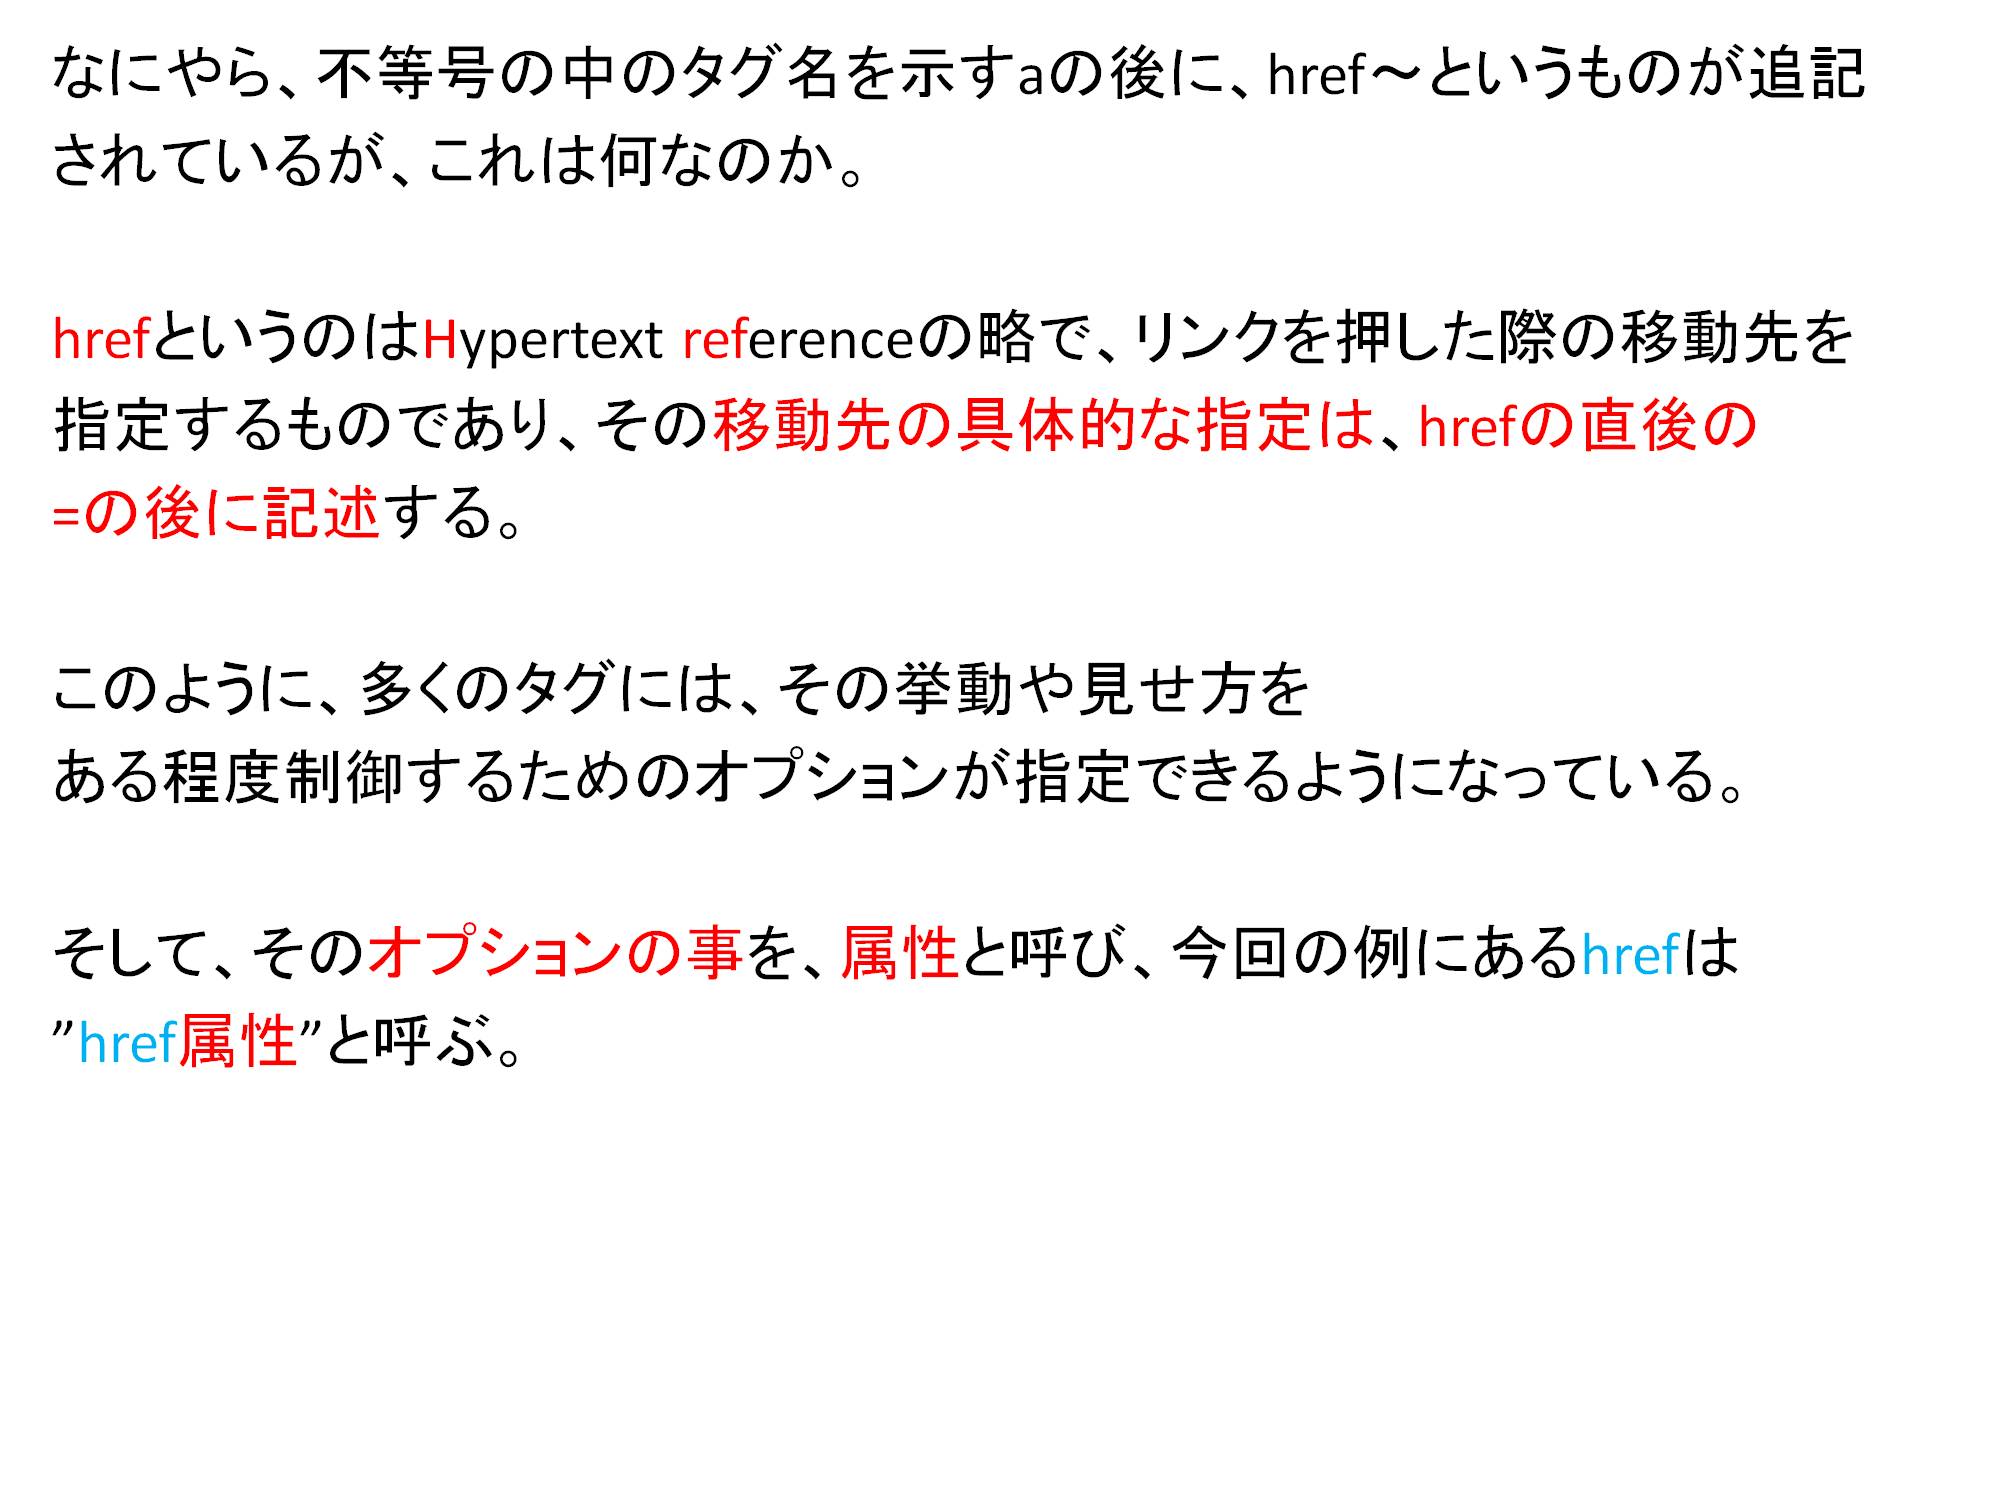 なにやら、不等号の中のタグ名を示すaの後に、href～というものが追記
されているが、これは何なのか。
hrefというのはHypertext referenceの略で、リンクを押した際の移動先を
指定するものであり、その移動先の具体的な指定は、hrefの直後の
=の後に記述する。
このように、多くのタグには、その挙動や見せ方を
ある程度制御するためのオプションが指定できるようになっている。
そして、そのオプションの事を、属性と呼び、今回の例にあるhrefは
”href属性”と呼ぶ。